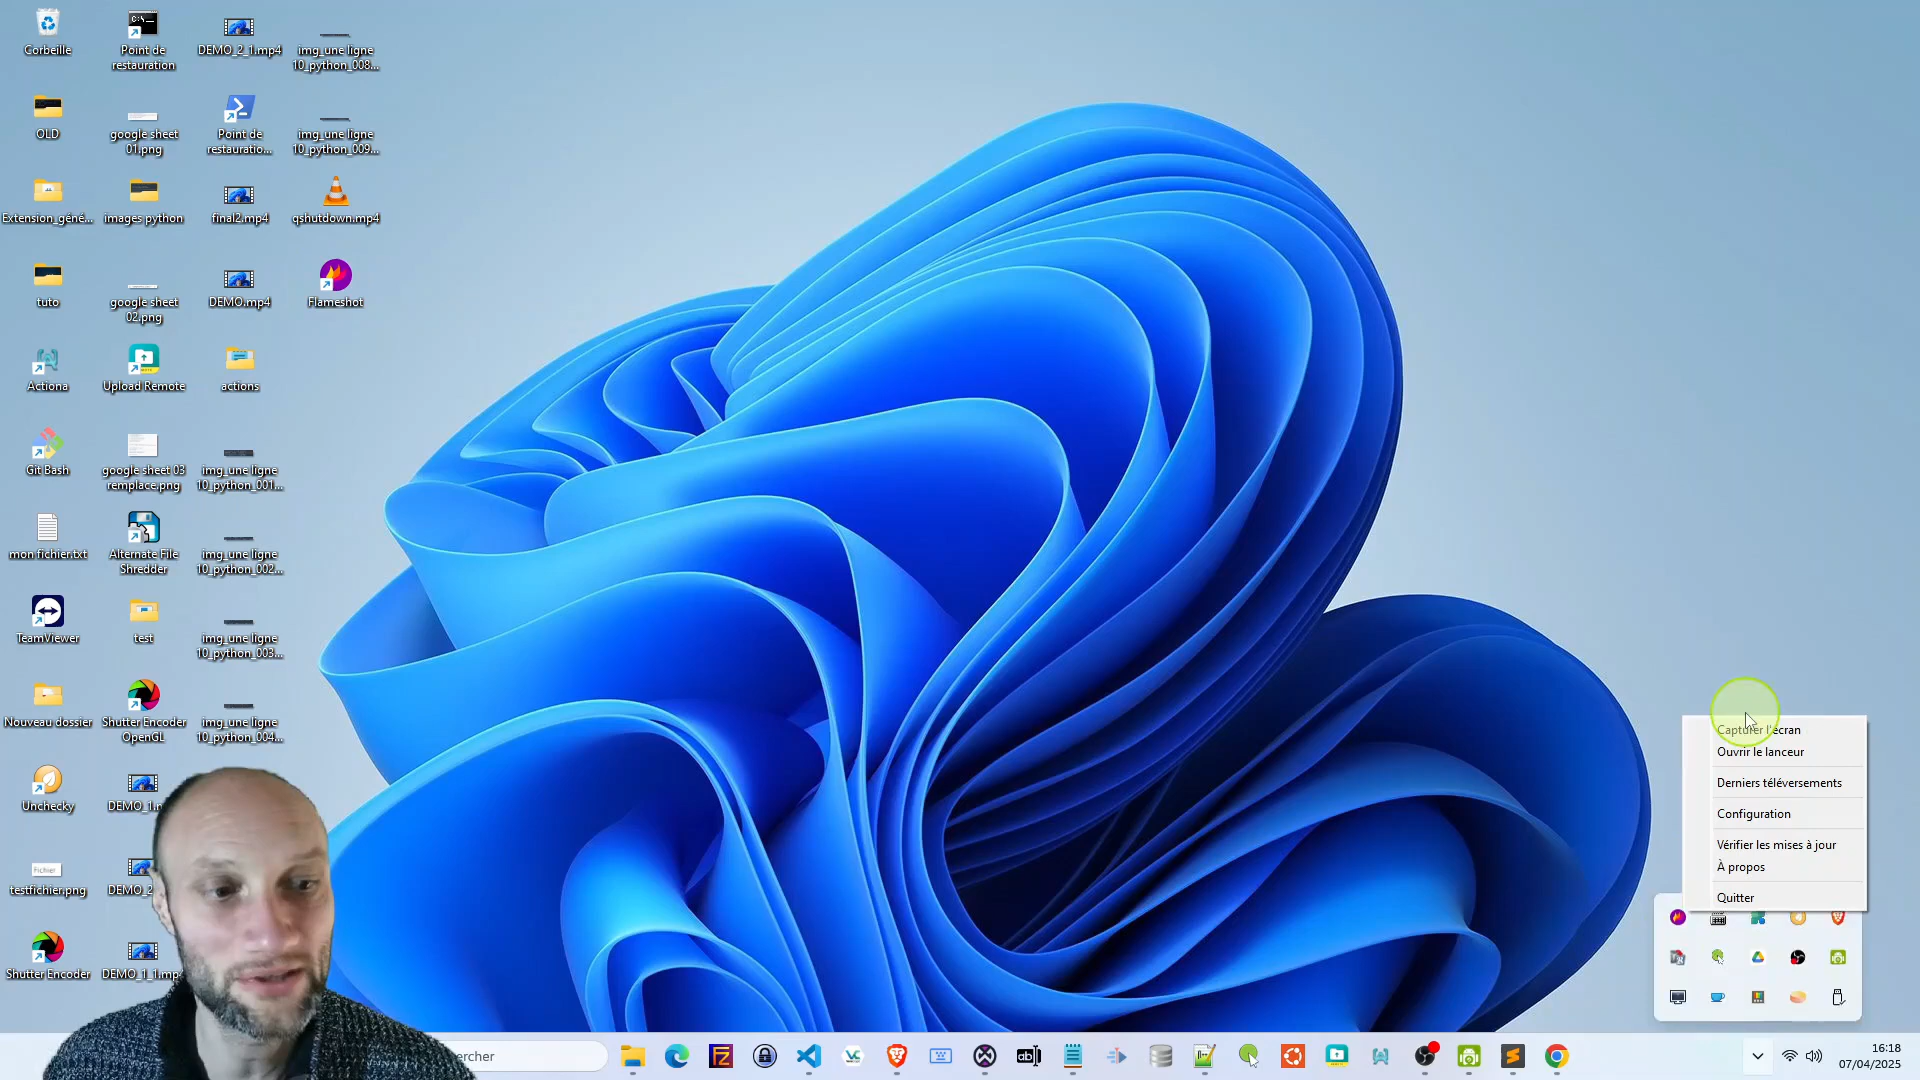 Corbeille
Point de
restauration
DEMO_2_1.mp4
img_une ligne
10_python_008...
OLD
google sheet
01.png
Point de
restauratio...
img_une ligne
10_python_009...
Extension_géné...
images python
final2.mp4
qshutdown.mp4
tuto
google sheet
02.png
DEMO.mp4
Flameshot
Actiona
Upload Remote
actions
Git Bash
google sheet 03
remplace.png
img_une ligne
10_python_001...
mon fichier.txt
Alternate File
Shredder
img_une ligne
10_python_002...
TeamViewer
test
img_une ligne
10_python_003...
Nouveau dossier
Shutter Encoder
OpenGL
img_une ligne
10_python_004...
Unchecky
testfichier.png
Shutter Encoder
DEMO_1_1.mp
Capturer l'écran
Ouvrir le lanceur
Derniers téléversements
Configuration
Vérifier les mises à jour
À propos
Quitter
16:18
07/04/2025